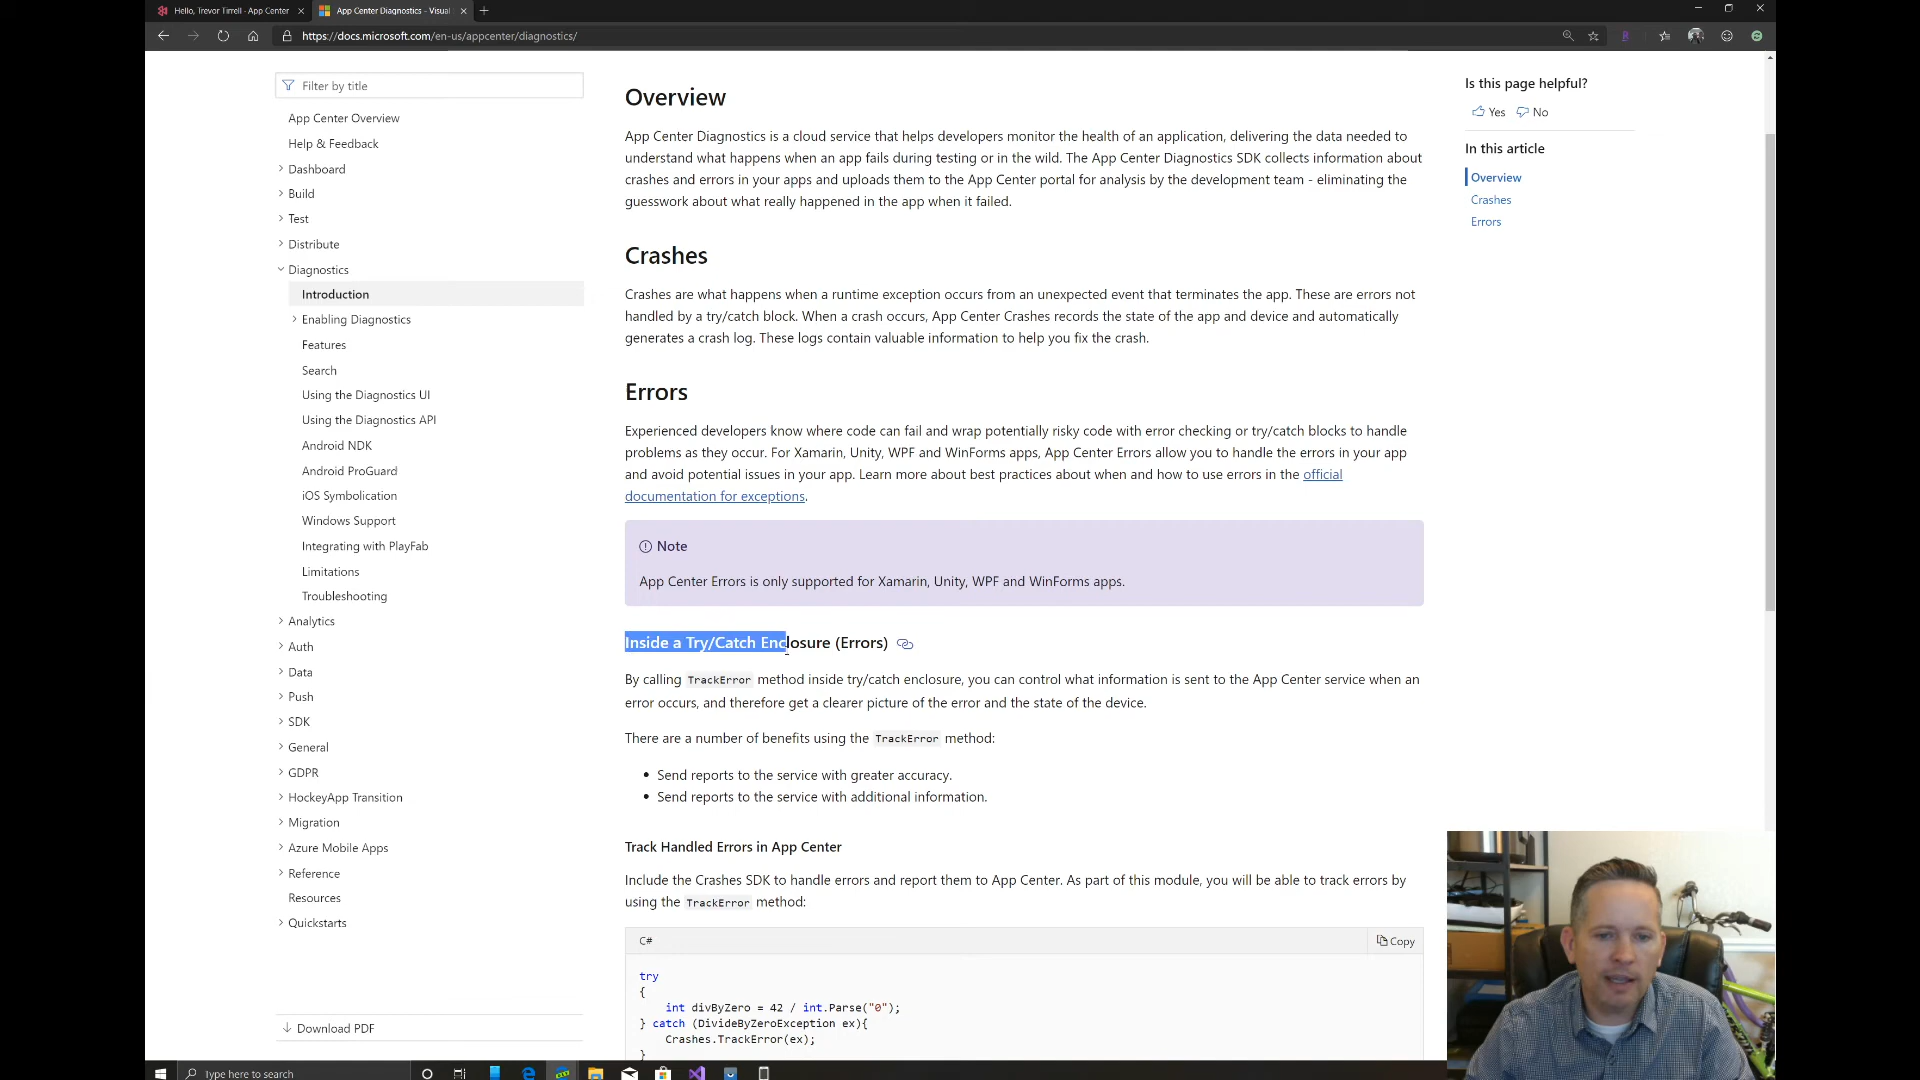 Hello, Trevor Tirrell - App Center
App Center Diagnostics - Visual
https://docs.microsoft.com/en-us/appcenter/diagnostics/
Filter by title
App Center Overview
Help & Feedback
Dashboard
Build
Test
Distribute
Diagnostics
Introduction
Enabling Diagnostics
Features
Search
Using the Diagnostics UI
Using the Diagnostics API
Android NDK
Android ProGuard
iOS Symbolication
Windows Support
Integrating with PlayFab
Limitations
Troubleshooting
Analytics
Auth
Data
Push
SDK
General
GDPR
HockeyApp Transition
Migration
Azure Mobile Apps
Reference
Resources
Quickstarts
Download PDF
Overview
App Center Diagnostics is a cloud service that helps developers monitor the health of an application, delivering the data needed to
understand what happens when an app fails during testing or in the wild. The App Center Diagnostics SDK collects information about
crashes and errors in your apps and uploads them to the App Center portal for analysis by the development team - eliminating the
guesswork about what really happened in the app when it failed.
Crashes
Crashes are what happens when a runtime exception occurs from an unexpected event that terminates the app. These are errors not
handled by a try/catch block. When a crash occurs, App Center Crashes records the state of the app and device and automatically
generates a crash log. These logs contain valuable information to help you fix the crash.
Errors
Experienced developers know where code can fail and wrap potentially risky code with error checking or try/catch blocks to handle
problems as they occur. For Xamarin, Unity, WPF and WinForms apps, App Center Errors allow you to handle the errors in your app
and avoid potential issues in your app. Learn more about best practices about when and how to use errors in the official
documentation for exceptions.
Note
App Center Errors is only supported for Xamarin, Unity, WPF and WinForms apps.
Inside a Try/Catch Enclosure (Errors)
By calling TrackError method inside try/catch enclosure, you can control what information is sent to the App Center service when an
error occurs, and therefore get a clearer picture of the error and the state of the device.
There are a number of benefits using the TrackError method:
• Send reports to the service with greater accuracy.
• Send reports to the service with additional information.
Track Handled Errors in App Center
Include the Crashes SDK to handle errors and report them to App Center. As part of this module, you will be able to track errors by
using the TrackError method:
C#
Copy
try
{
int divByZero = 42 / int.Parse("0");
} catch (DivideByZeroException ex){
Crashes.TrackError(ex);
}
Is this page helpful?
Yes No
In this article
Overview
Crashes
Errors
Type here to search